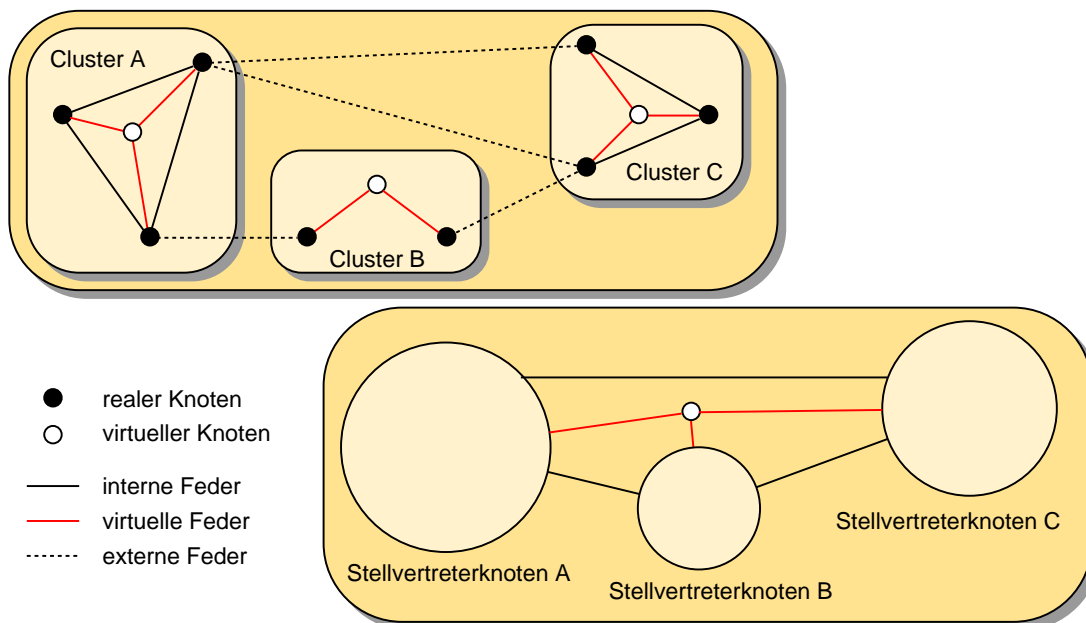 Cluster A
Cluster C
Cluster B
realer Knoten
virtueller Knoten
interne Feder
virtuelle Feder
externe Feder
Stellvertreterknoten A
Stellvertreterknoten B
Stellvertreterknoten C